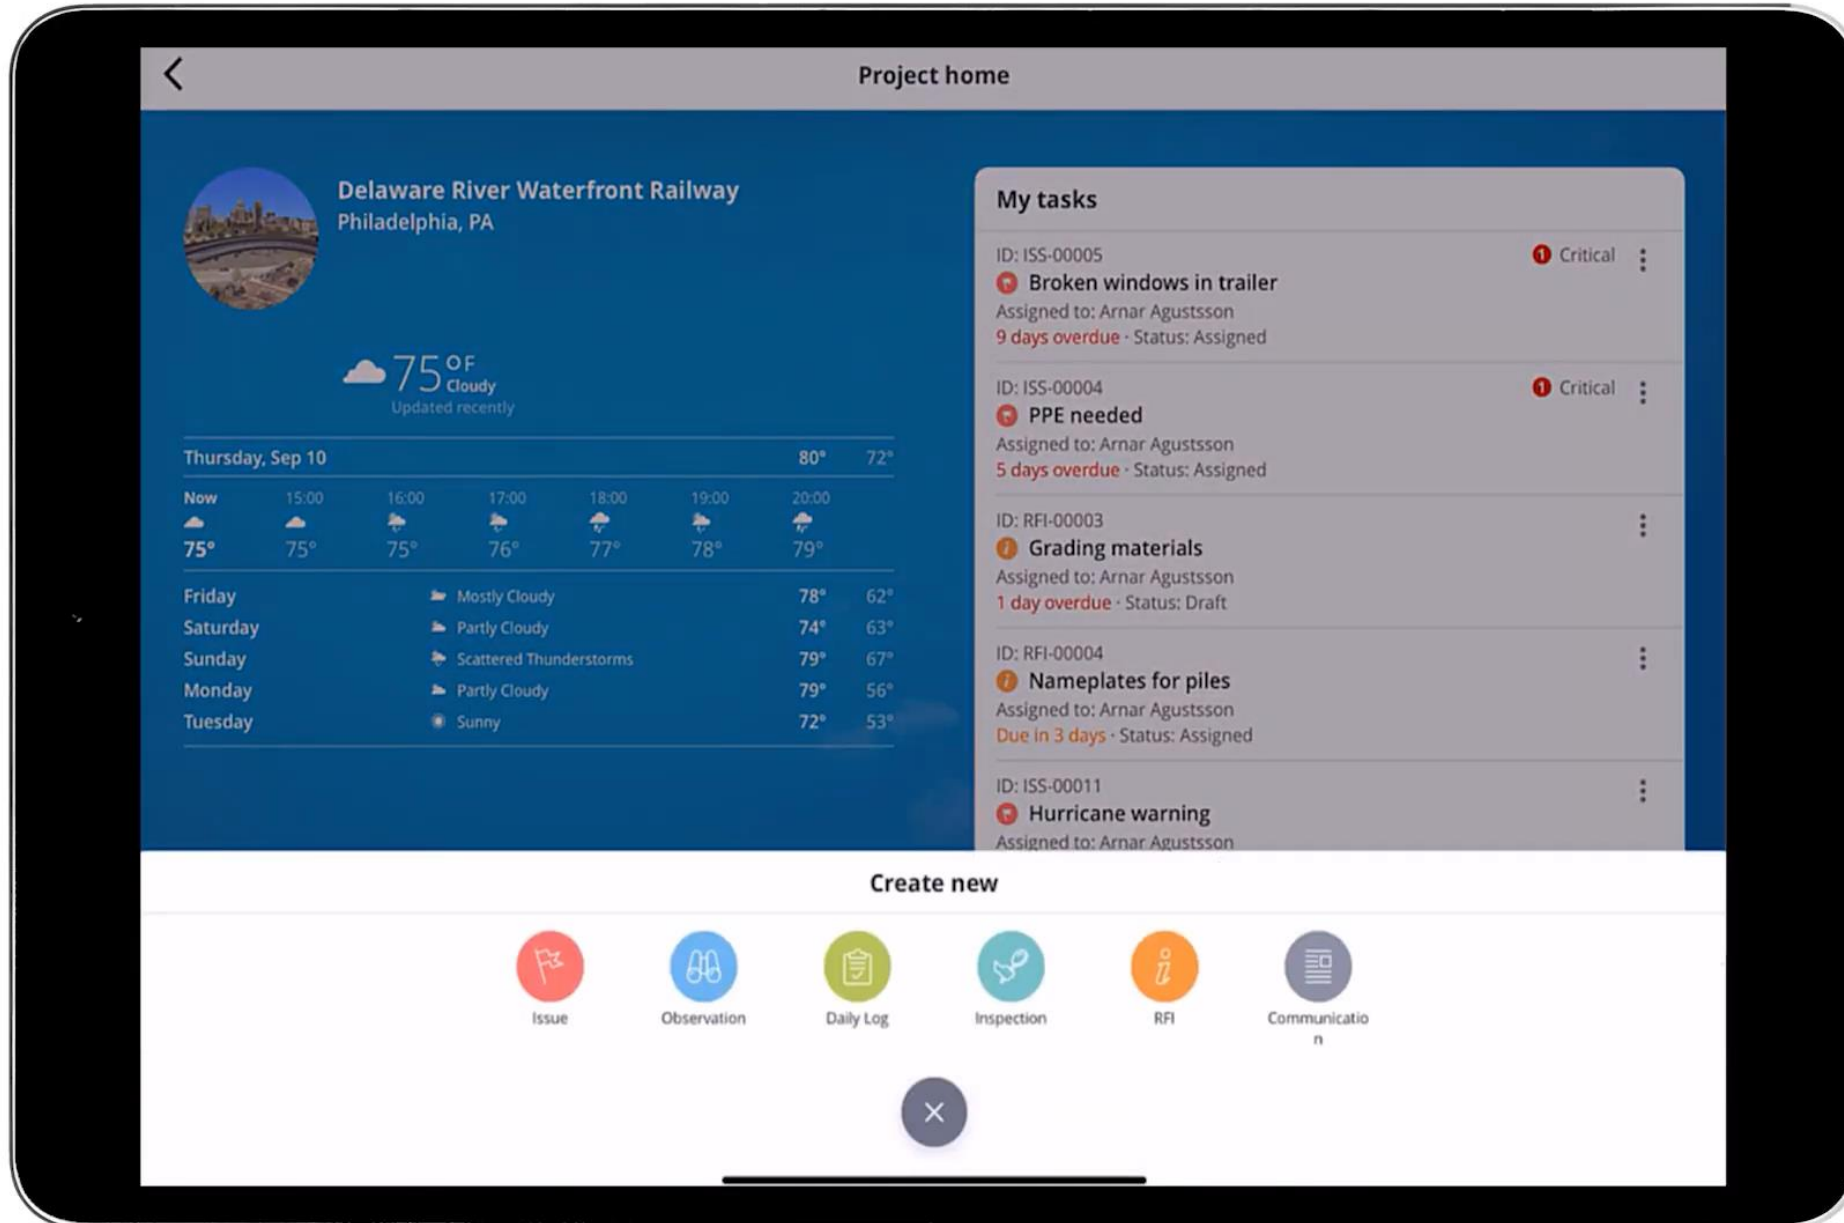 Project home
Delaware River Waterfront Railway
Philadelphia, PA
75°F
Cloudy
Updated recently
Thursday, Sep 10 80° 72°
Now 15:00 16:00 17:00 18:00 19:00 20:00
75° 75° 75° 76° 77° 78° 79°
Friday Mostly Cloudy 78° 62°
Saturday Partly Cloudy 74° 63°
Sunday Scattered Thunderstorms 79° 67°
Monday Partly Cloudy 79° 56°
Tuesday Sunny 72° 53°
My tasks
ID: ISS-00005 1 Critical
Broken windows in trailer
Assigned to: Arnar Agustsson
9 days overdue · Status: Assigned
ID: ISS-00004 1 Critical
PPE needed
Assigned to: Arnar Agustsson
5 days overdue · Status: Assigned
ID: RFI-00003
Grading materials
Assigned to: Arnar Agustsson
1 day overdue · Status: Draft
ID: RFI-00004
Nameplates for piles
Assigned to: Arnar Agustsson
Due in 3 days · Status: Assigned
ID: ISS-00011
Hurricane warning
Assigned to: Arnar Agustsson
Create new
Issue Observation Daily Log Inspection RFI Communicatio
n